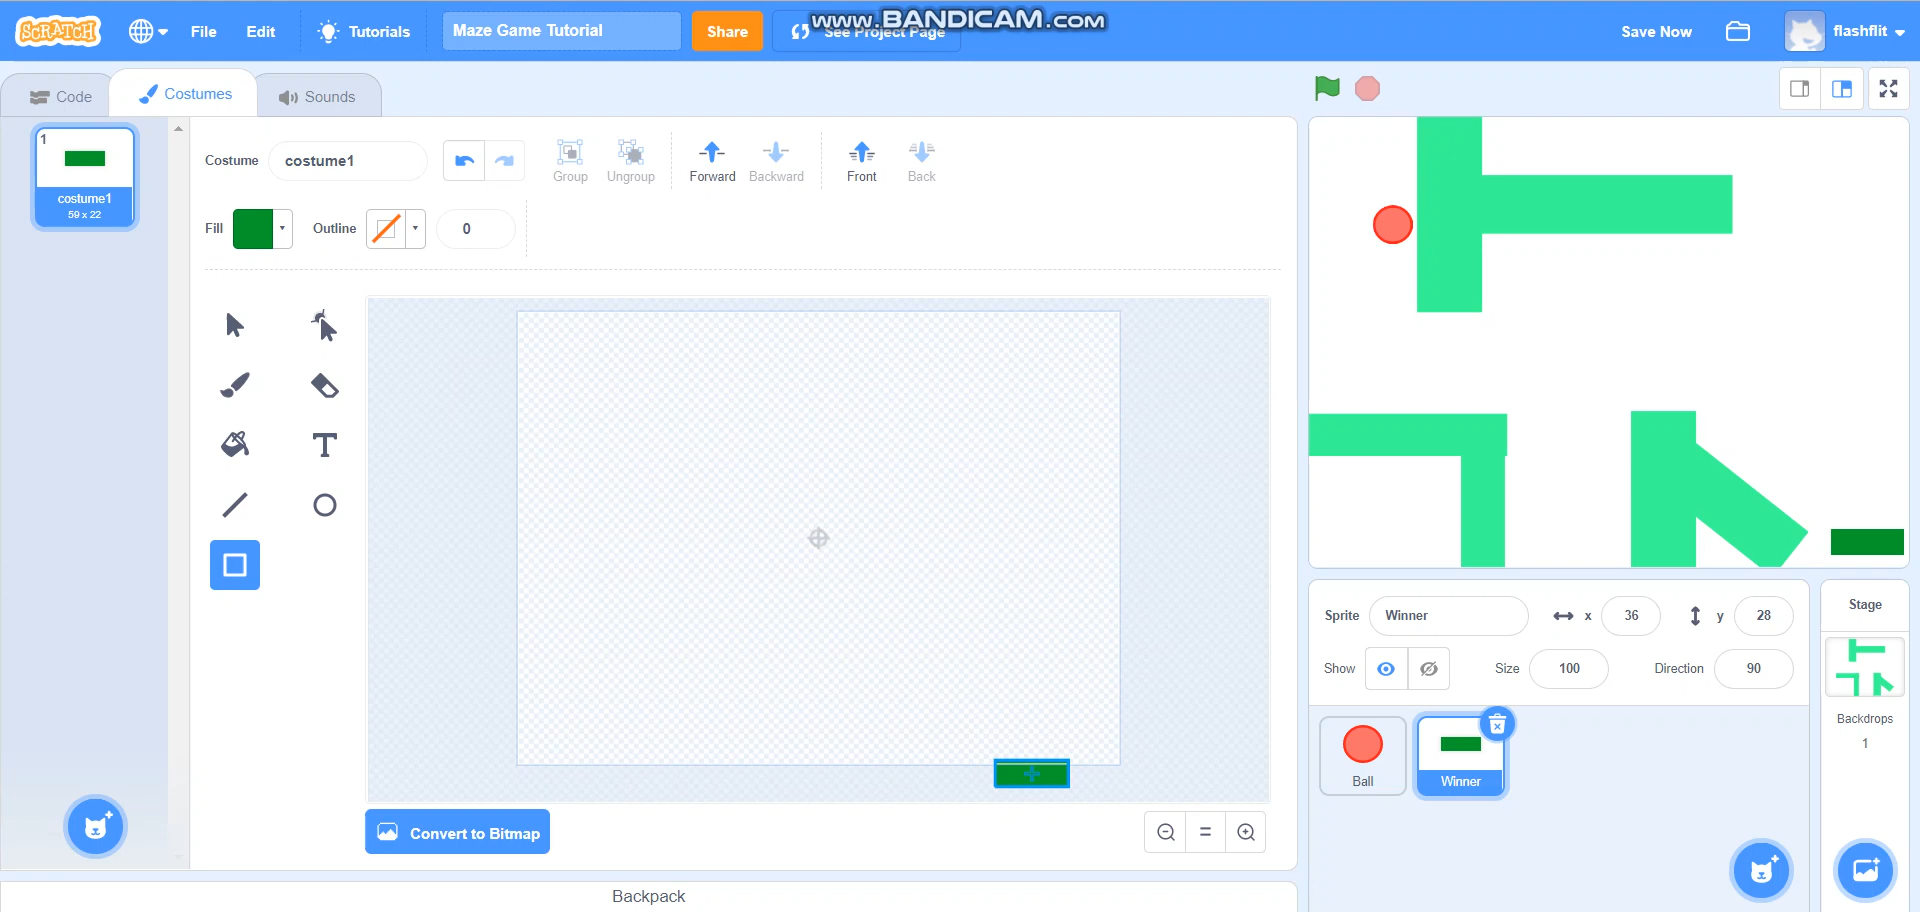 SCRATCH
File
Edit
Tutorials
Maze Game Tutorial
Share
See Project Page
www.BANDICAM.com
Save Now
flashflit
Code
Costumes
Sounds
1
costume1
59 x 22
Costume
costume1
Group
Ungroup
Forward
Backward
Front
Back
Fill
Outline
0
T
Convert to Bitmap
Backpack
Sprite
Winner
x
36
y
28
Show
Size
100
Direction
90
Ball
Winner
Stage
Backdrops
1